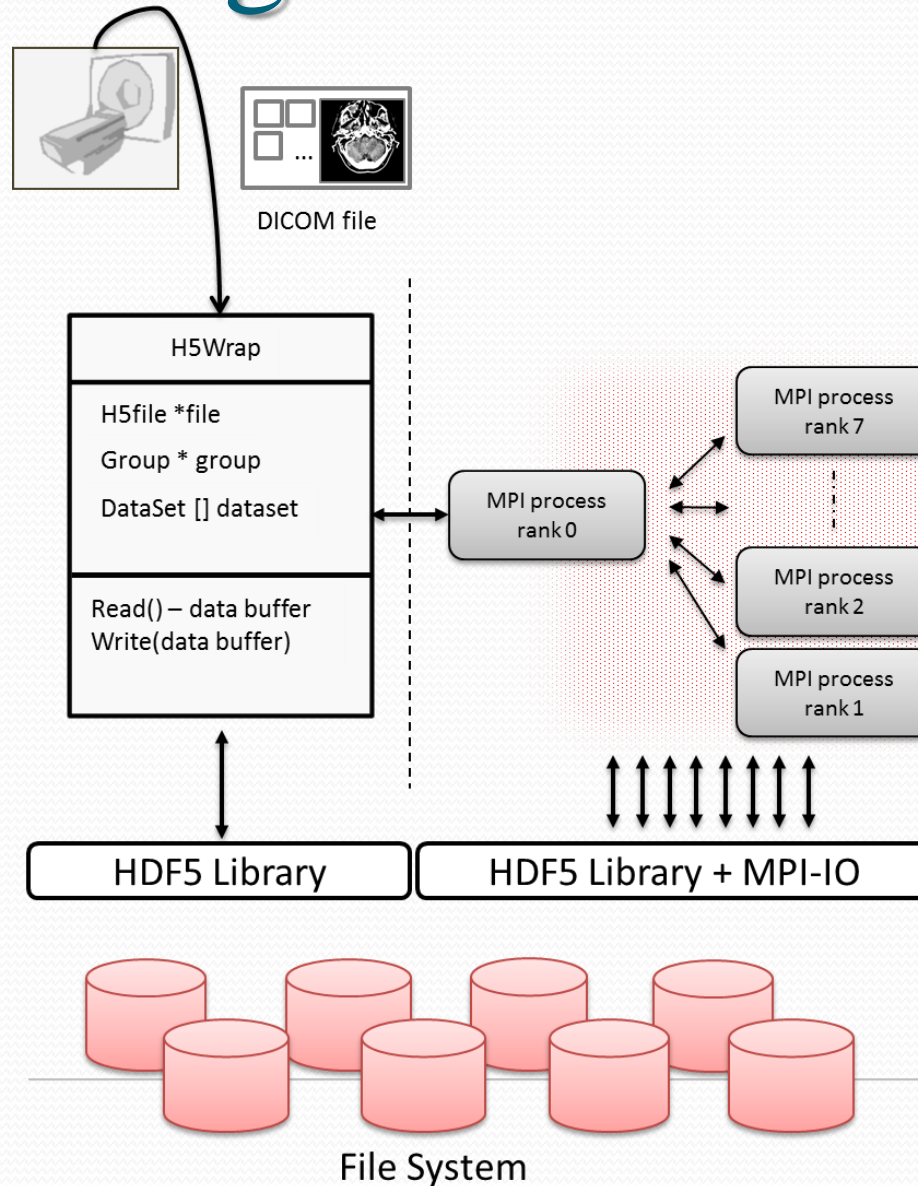 ...
DICOM file
H5Wrap
H5file *file
Group * group
DataSet [] dataset
Read() – data buffer
Write(data buffer)
MPI process
rank 0
MPI process
rank 7
MPI process
rank 2
MPI process
rank 1
HDF5 Library
HDF5 Library + MPI-IO
File System